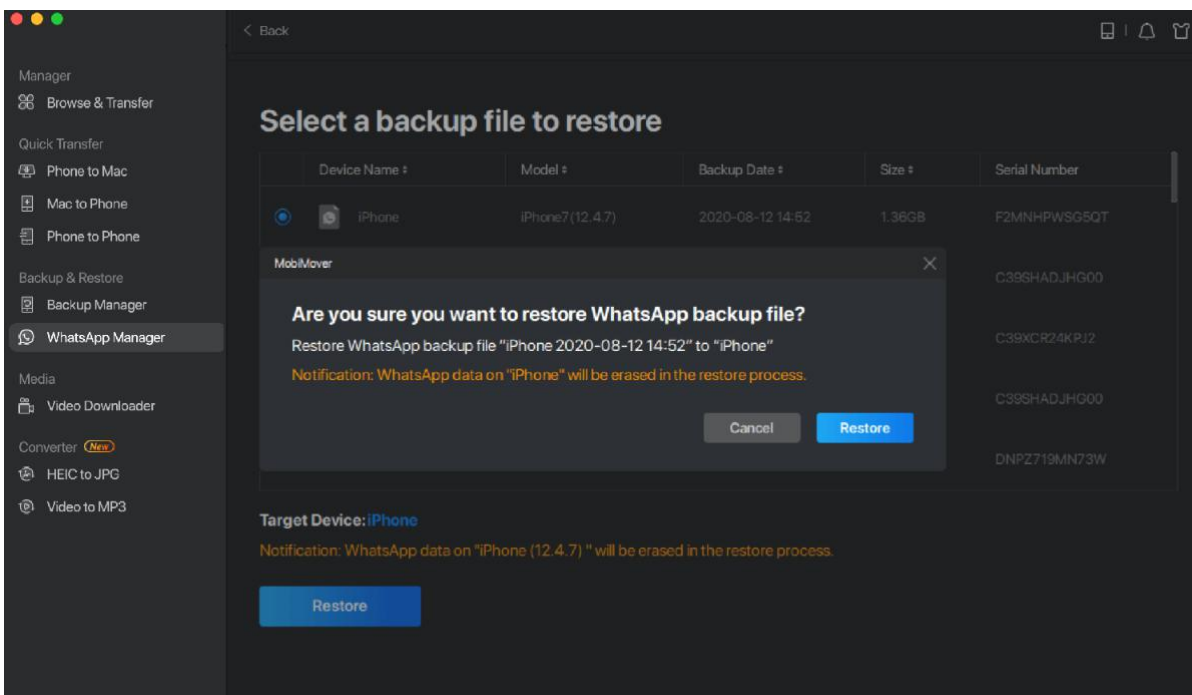 Back
Manager
Browse & Transfer
Quick Transfer
Phone to Mac
Mac to Phone
Phone to Phone
Backup & Restore
Backup Manager
WhatsApp Manager
Media
Video Downloader
Converter New
HEIC to JPG
Video to MP3
Select a backup file to restore
Device Name Model Backup Date Size Serial Number
iPhone iPhone7(12.4.7) 2020-08-12 14:52 1.36GB F2MNHPWSG5QT
C39SHADJHG00
C39XCR24KPJ2
C39SHADJHG00
DNPZ719MN73W
MobiMover
Are you sure you want to restore WhatsApp backup file?
Restore WhatsApp backup file "iPhone 2020-08-12 14:52" to "iPhone"
Notification: WhatsApp data on "iPhone" will be erased in the restore process.
Cancel Restore
Target Device: iPhone
Notification: WhatsApp data on "iPhone (12.4.7) " will be erased in the restore process.
Restore